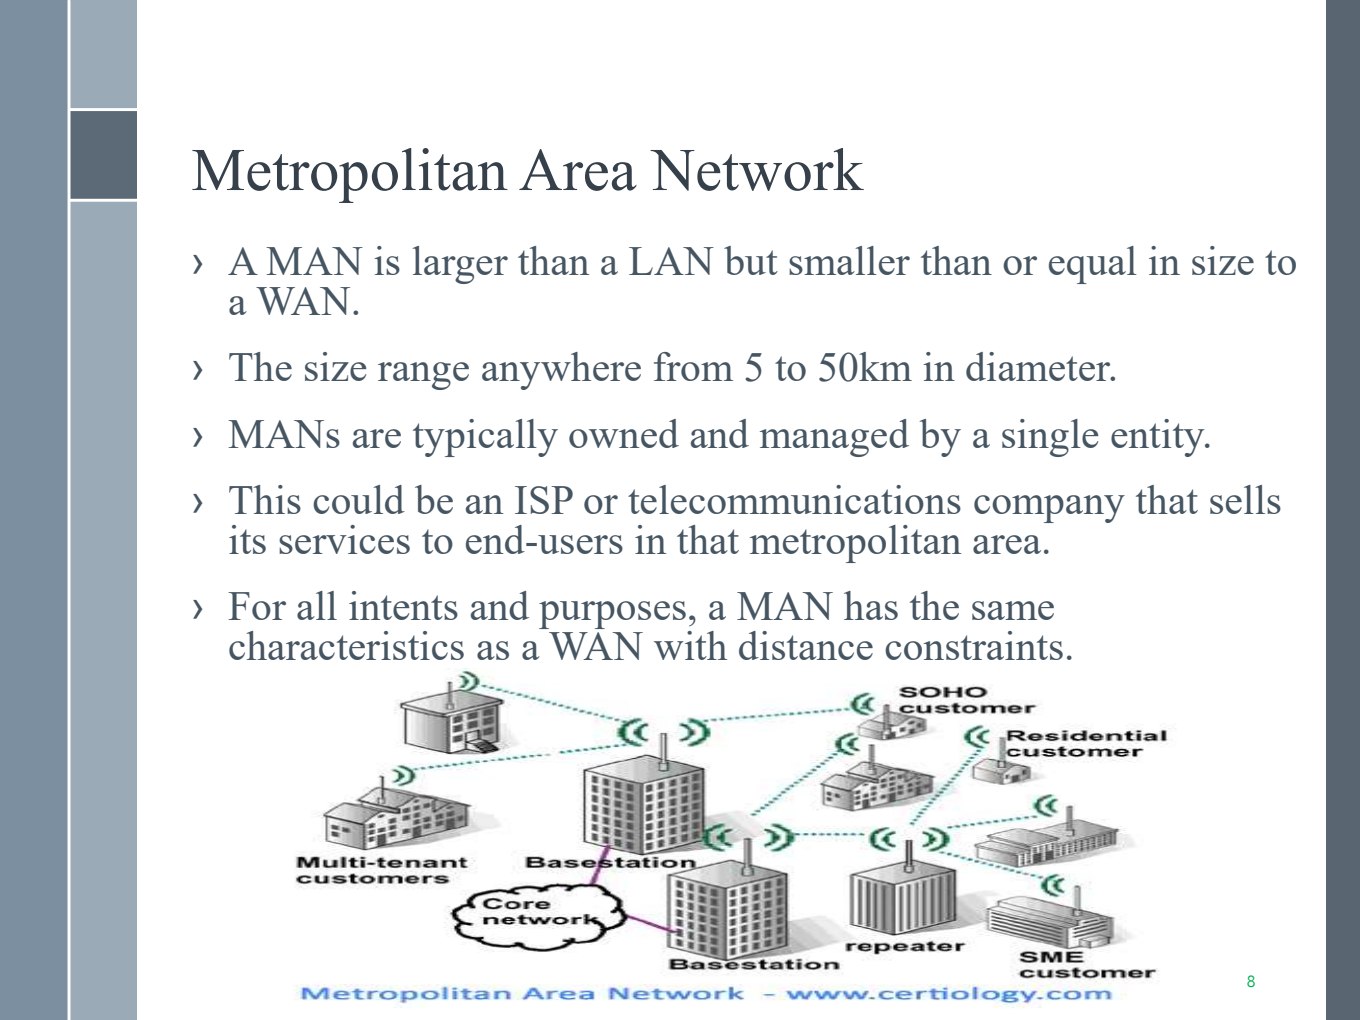 Metropolitan Area Network
› A MAN is larger than a LAN but smaller than or equal in size to
a WAN.
› The size range anywhere from 5 to 50km in diameter.
› MANs are typically owned and managed by a single entity.
› This could be an ISP or telecommunications company that sells
its services to end-users in that metropolitan area.
› For all intents and purposes, a MAN has the same
characteristics as a WAN with distance constraints.
SOHO
customer
Residential
customer
Multi-tenant
customers
Basestation
Core
network
repeater
Basestation
SME
customer
Metropolitan Area Network - www.certiology.com
8